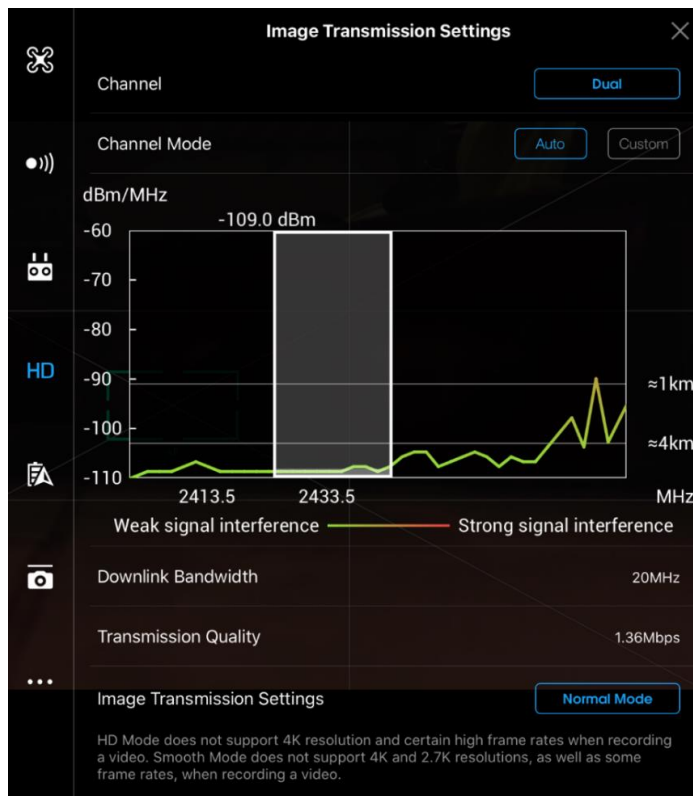 Image Transmission Settings
Channel
Dual
Channel Mode
Auto
Custom
dBm/MHz
-109.0 dBm
-60
-70
-80
HD
-90
≈1km
-100
≈4km
-110
2413.5
2433.5
MHz
Weak signal interference
Strong signal interference
Downlink Bandwidth
20MHz
Transmission Quality
1.36Mbps
Image Transmission Settings
Normal Mode
HD Mode does not support 4K resolution and certain high frame rates when recording
a video. Smooth Mode does not support 4K and 2.7K resolutions, as well as some
frame rates, when recording a video.